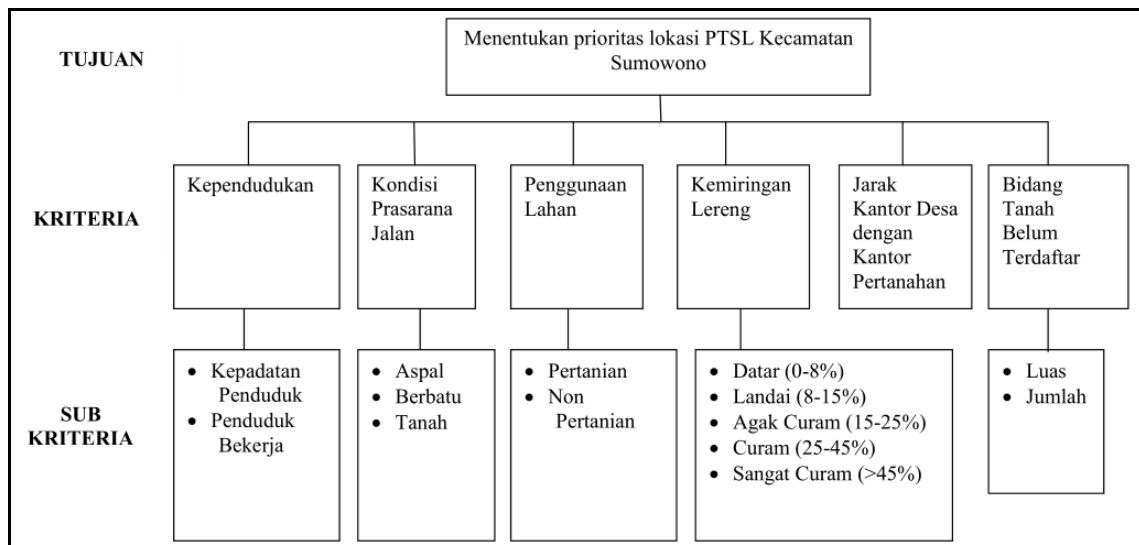 TUJUAN
Menentukan prioritas lokasi PTSL Kecamatan
Sumowono
KRITERIA
Kependudukan
Kondisi
Prasarana
Jalan
Penggunaan
Lahan
Kemiringan
Lereng
Jarak
Kantor Desa
dengan
Kantor
Pertanahan
Bidang
Tanah
Belum
Terdaftar
SUB
KRITERIA
• Kepadatan
Penduduk
• Penduduk
Bekerja
• Aspal
• Berbatu
• Tanah
• Pertanian
• Non
Pertanian
• Datar (0-8%)
• Landai (8-15%)
• Agak Curam (15-25%)
• Curam (25-45%)
• Sangat Curam (>45%)
• Luas
• Jumlah